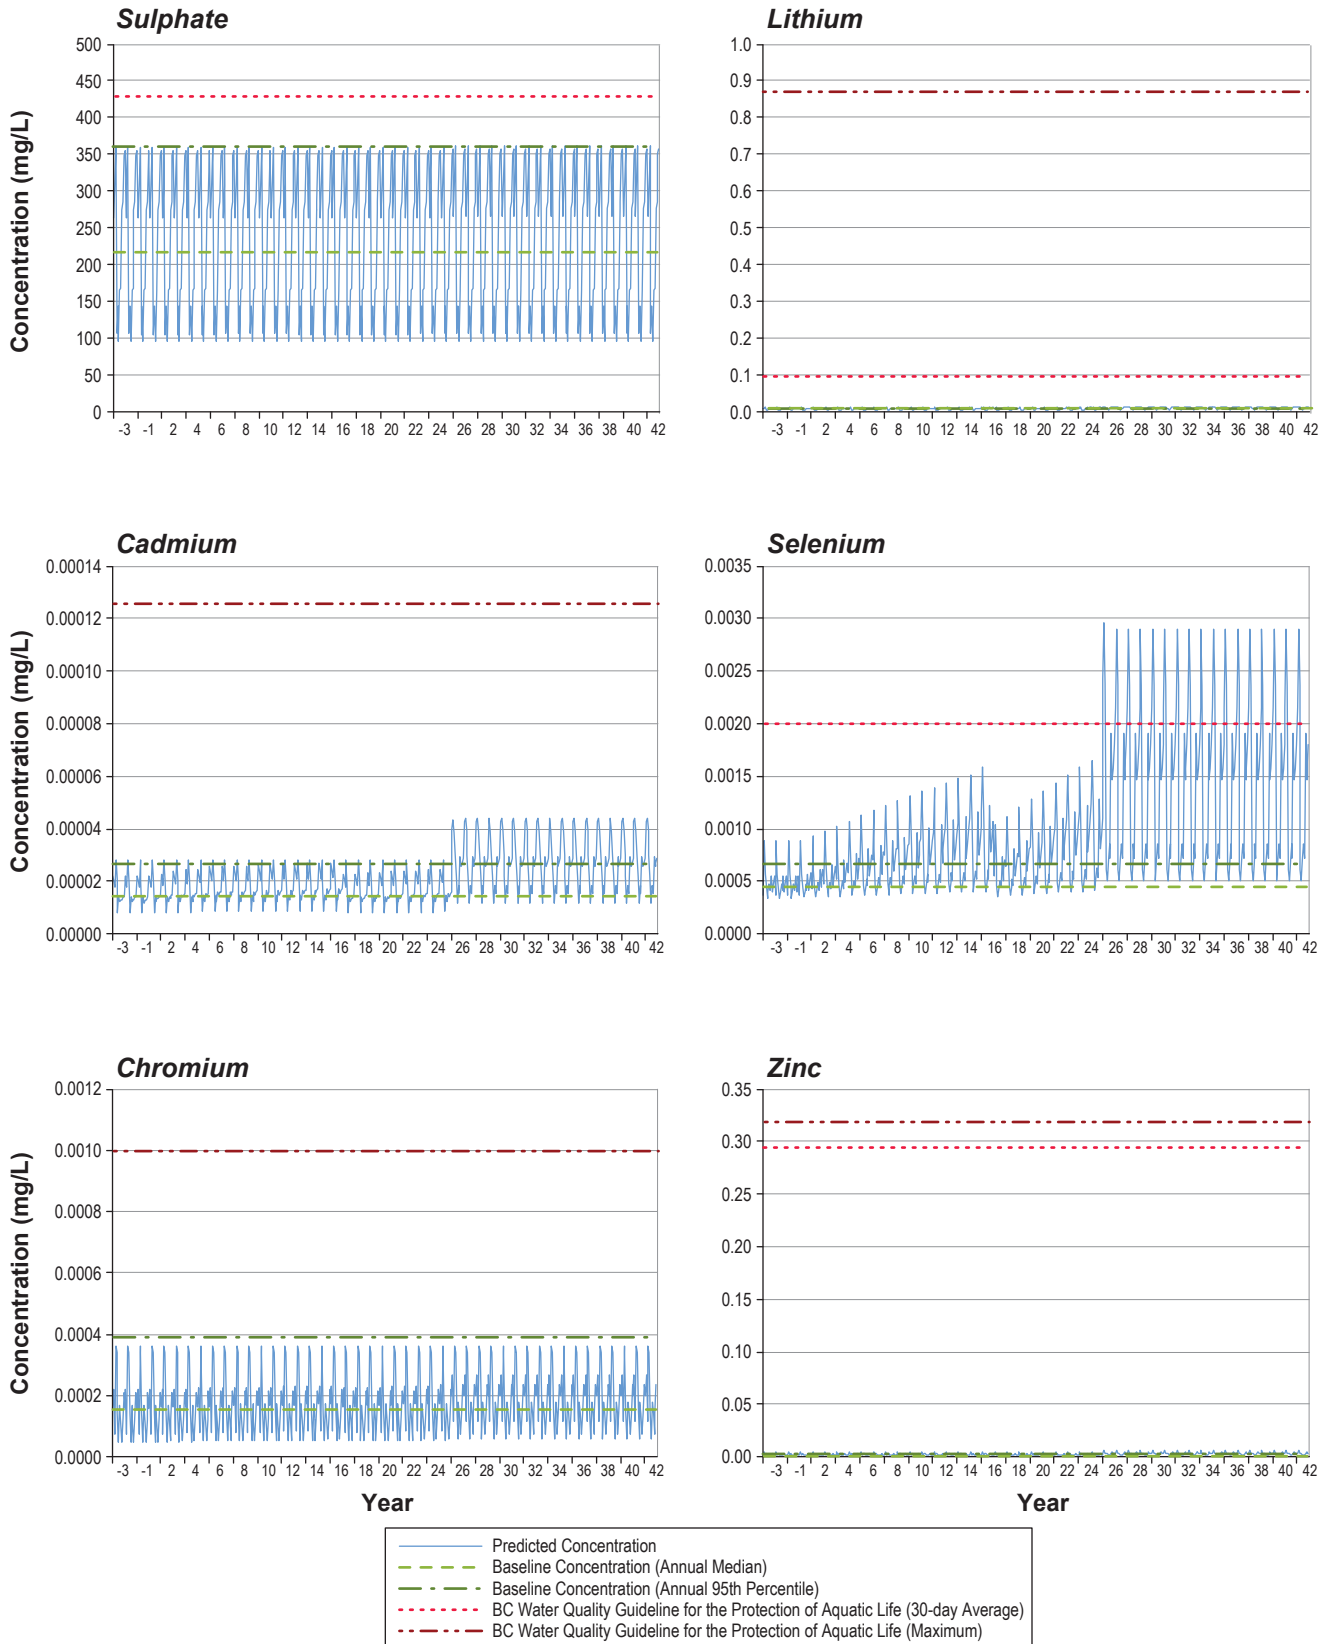 Sulphate
Concentration (mg/L)
500
450
400
350
300
250
200
150
100
50
0
-3 -1 2 4 6 8 10 12 14 16 18 20 22 24 26 28 30 32 34 36 38 40 42
Lithium
1.0
0.9
0.8
0.7
0.6
0.5
0.4
0.3
0.2
0.1
0.0
-3 -1 2 4 6 8 10 12 14 16 18 20 22 24 26 28 30 32 34 36 38 40 42
Cadmium
Concentration (mg/L)
0.00014
0.00012
0.00010
0.00008
0.00006
0.00004
0.00002
0.00000
-3 -1 2 4 6 8 10 12 14 16 18 20 22 24 26 28 30 32 34 36 38 40 42
Selenium
0.0035
0.0030
0.0025
0.0020
0.0015
0.0010
0.0005
0.0000
-3 -1 2 4 6 8 10 12 14 16 18 20 22 24 26 28 30 32 34 36 38 40 42
Chromium
Concentration (mg/L)
0.0012
0.0010
0.0008
0.0006
0.0004
0.0002
0.0000
-3 -1 2 4 6 8 10 12 14 16 18 20 22 24 26 28 30 32 34 36 38 40 42
Year
Zinc
0.35
0.30
0.25
0.20
0.15
0.10
0.05
0.00
-3 -1 2 4 6 8 10 12 14 16 18 20 22 24 26 28 30 32 34 36 38 40 42
Year
Predicted Concentration
Baseline Concentration (Annual Median)
Baseline Concentration (Annual 95th Percentile)
BC Water Quality Guideline for the Protection of Aquatic Life (30-day Average)
BC Water Quality Guideline for the Protection of Aquatic Life (Maximum)